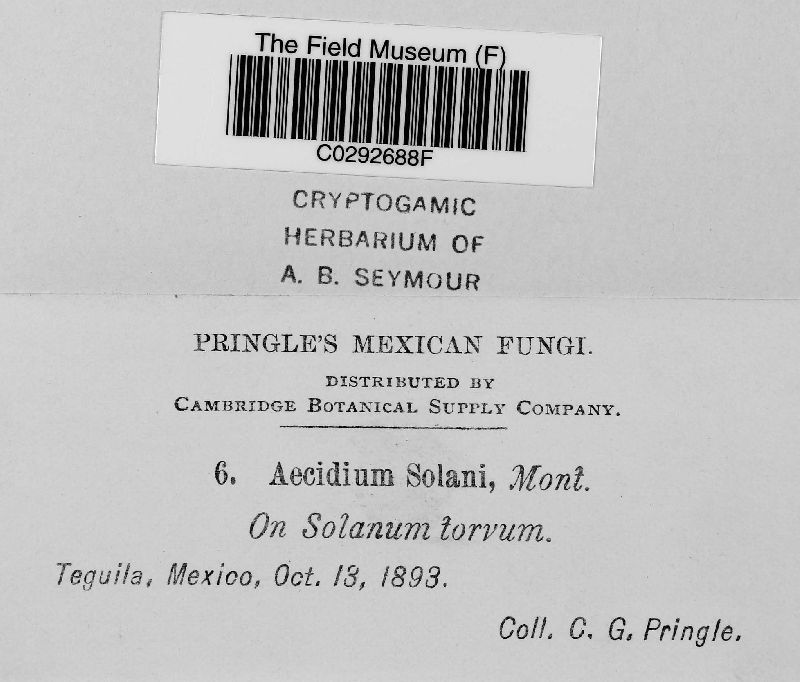 The Field Museum (F)
C0292688F
CRYPTOGAMIC
HERBARIUM OF
A. B. SEYMOUR
PRINGLE'S MEXICAN FUNGI.
DISTRIBUTED BY
CAMBRIDGE BOTANICAL SUPPLY COMPANY.
6. Aecidium Solani, Mont.
On Solanum torvum.
Teguila, Mexico, Oct. 13, 1893.
Coll. C. G. Pringle.